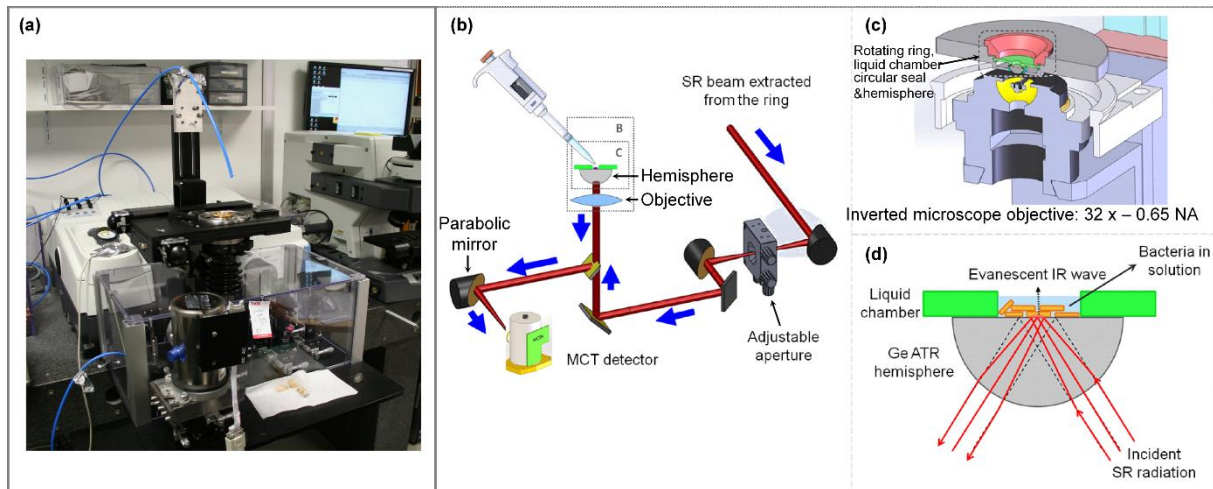 (a)
(b)
SR beam extracted
from the ring
B
C
Hemisphere
Objective
Parabolic
mirror
MCT detector
Adjustable
aperture
(c)
Rotating ring,
liquid chamber
circular seal
&hemisphere
Inverted microscope objective: 32 x – 0.65 NA
(d)
Evanescent IR wave
Bacteria in
solution
Liquid
chamber
Ge ATR
hemisphere
Incident
SR radiation